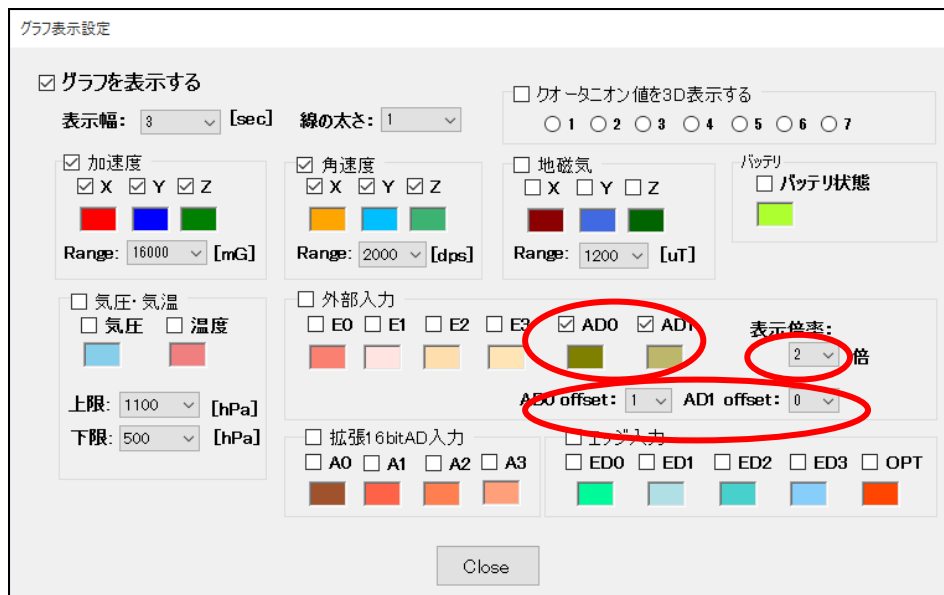 グラフ表示設定
グラフを表示する
表示幅: 3 [sec] 線の太さ: 1
クオータニオン値を3D表示する
1 2 3 4 5 6 7
加速度
X Y Z
Range: 16000 [mG]
角速度
X Y Z
Range: 2000 [dps]
地磁気
X Y Z
Range: 1200 [uT]
バッテリ
バッテリ状態
気圧・気温
気圧 温度
上限: 1100 [hPa]
下限: 500 [hPa]
外部入力
E0 E1 E2 E3 AD0 AD1
表示倍率:
2 倍
AD0 offset: 1 AD1 offset: 0
拡張16bitAD入力
A0 A1 A2 A3
エッジ入力
ED0 ED1 ED2 ED3 OPT
Close